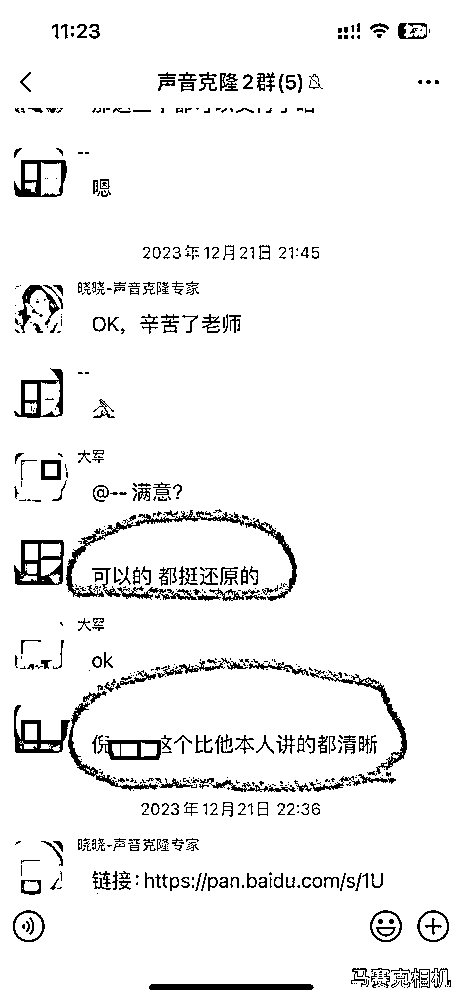 11:23
声音克隆2群(5)
--
嗯
2023年12月21日 21:45
晓晓-声音克隆专家
OK，辛苦了老师
--
大军
@-- 满意?
可以的 都挺还原的
大军
ok
倪 这个比他本人讲的都清晰
2023年12月21日 22:36
晓晓-声音克隆专家
链接：https://pan.baidu.com/s/1U
马赛克相机